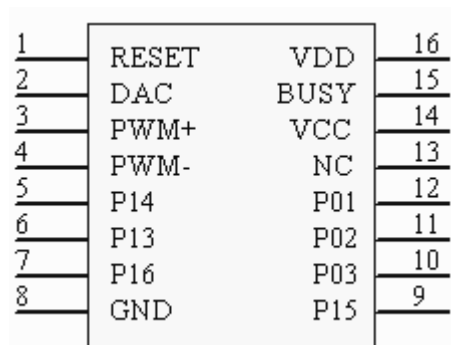 1 RESET VDD 16
2 DAC BUSY 15
3 PWM+ VCC 14
4 PWM- NC 13
5 P14 P01 12
6 P13 P02 11
7 P16 P03 10
8 GND P15 9